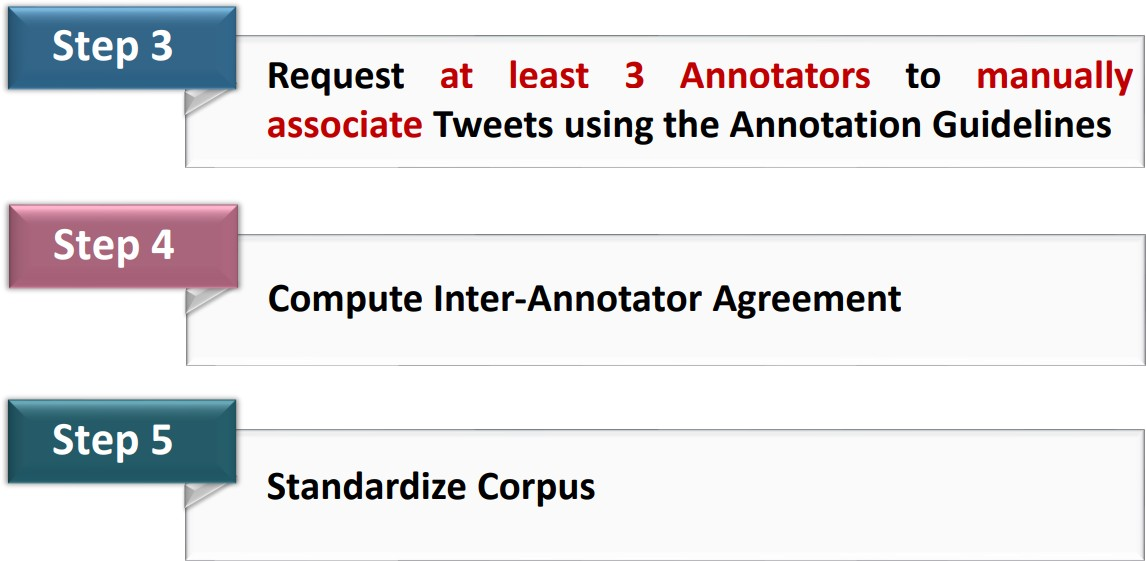 Step 3
Request at least 3 Annotators to manually
associate Tweets using the Annotation Guidelines
Step 4
Compute Inter-Annotator Agreement
Step 5
Standardize Corpus